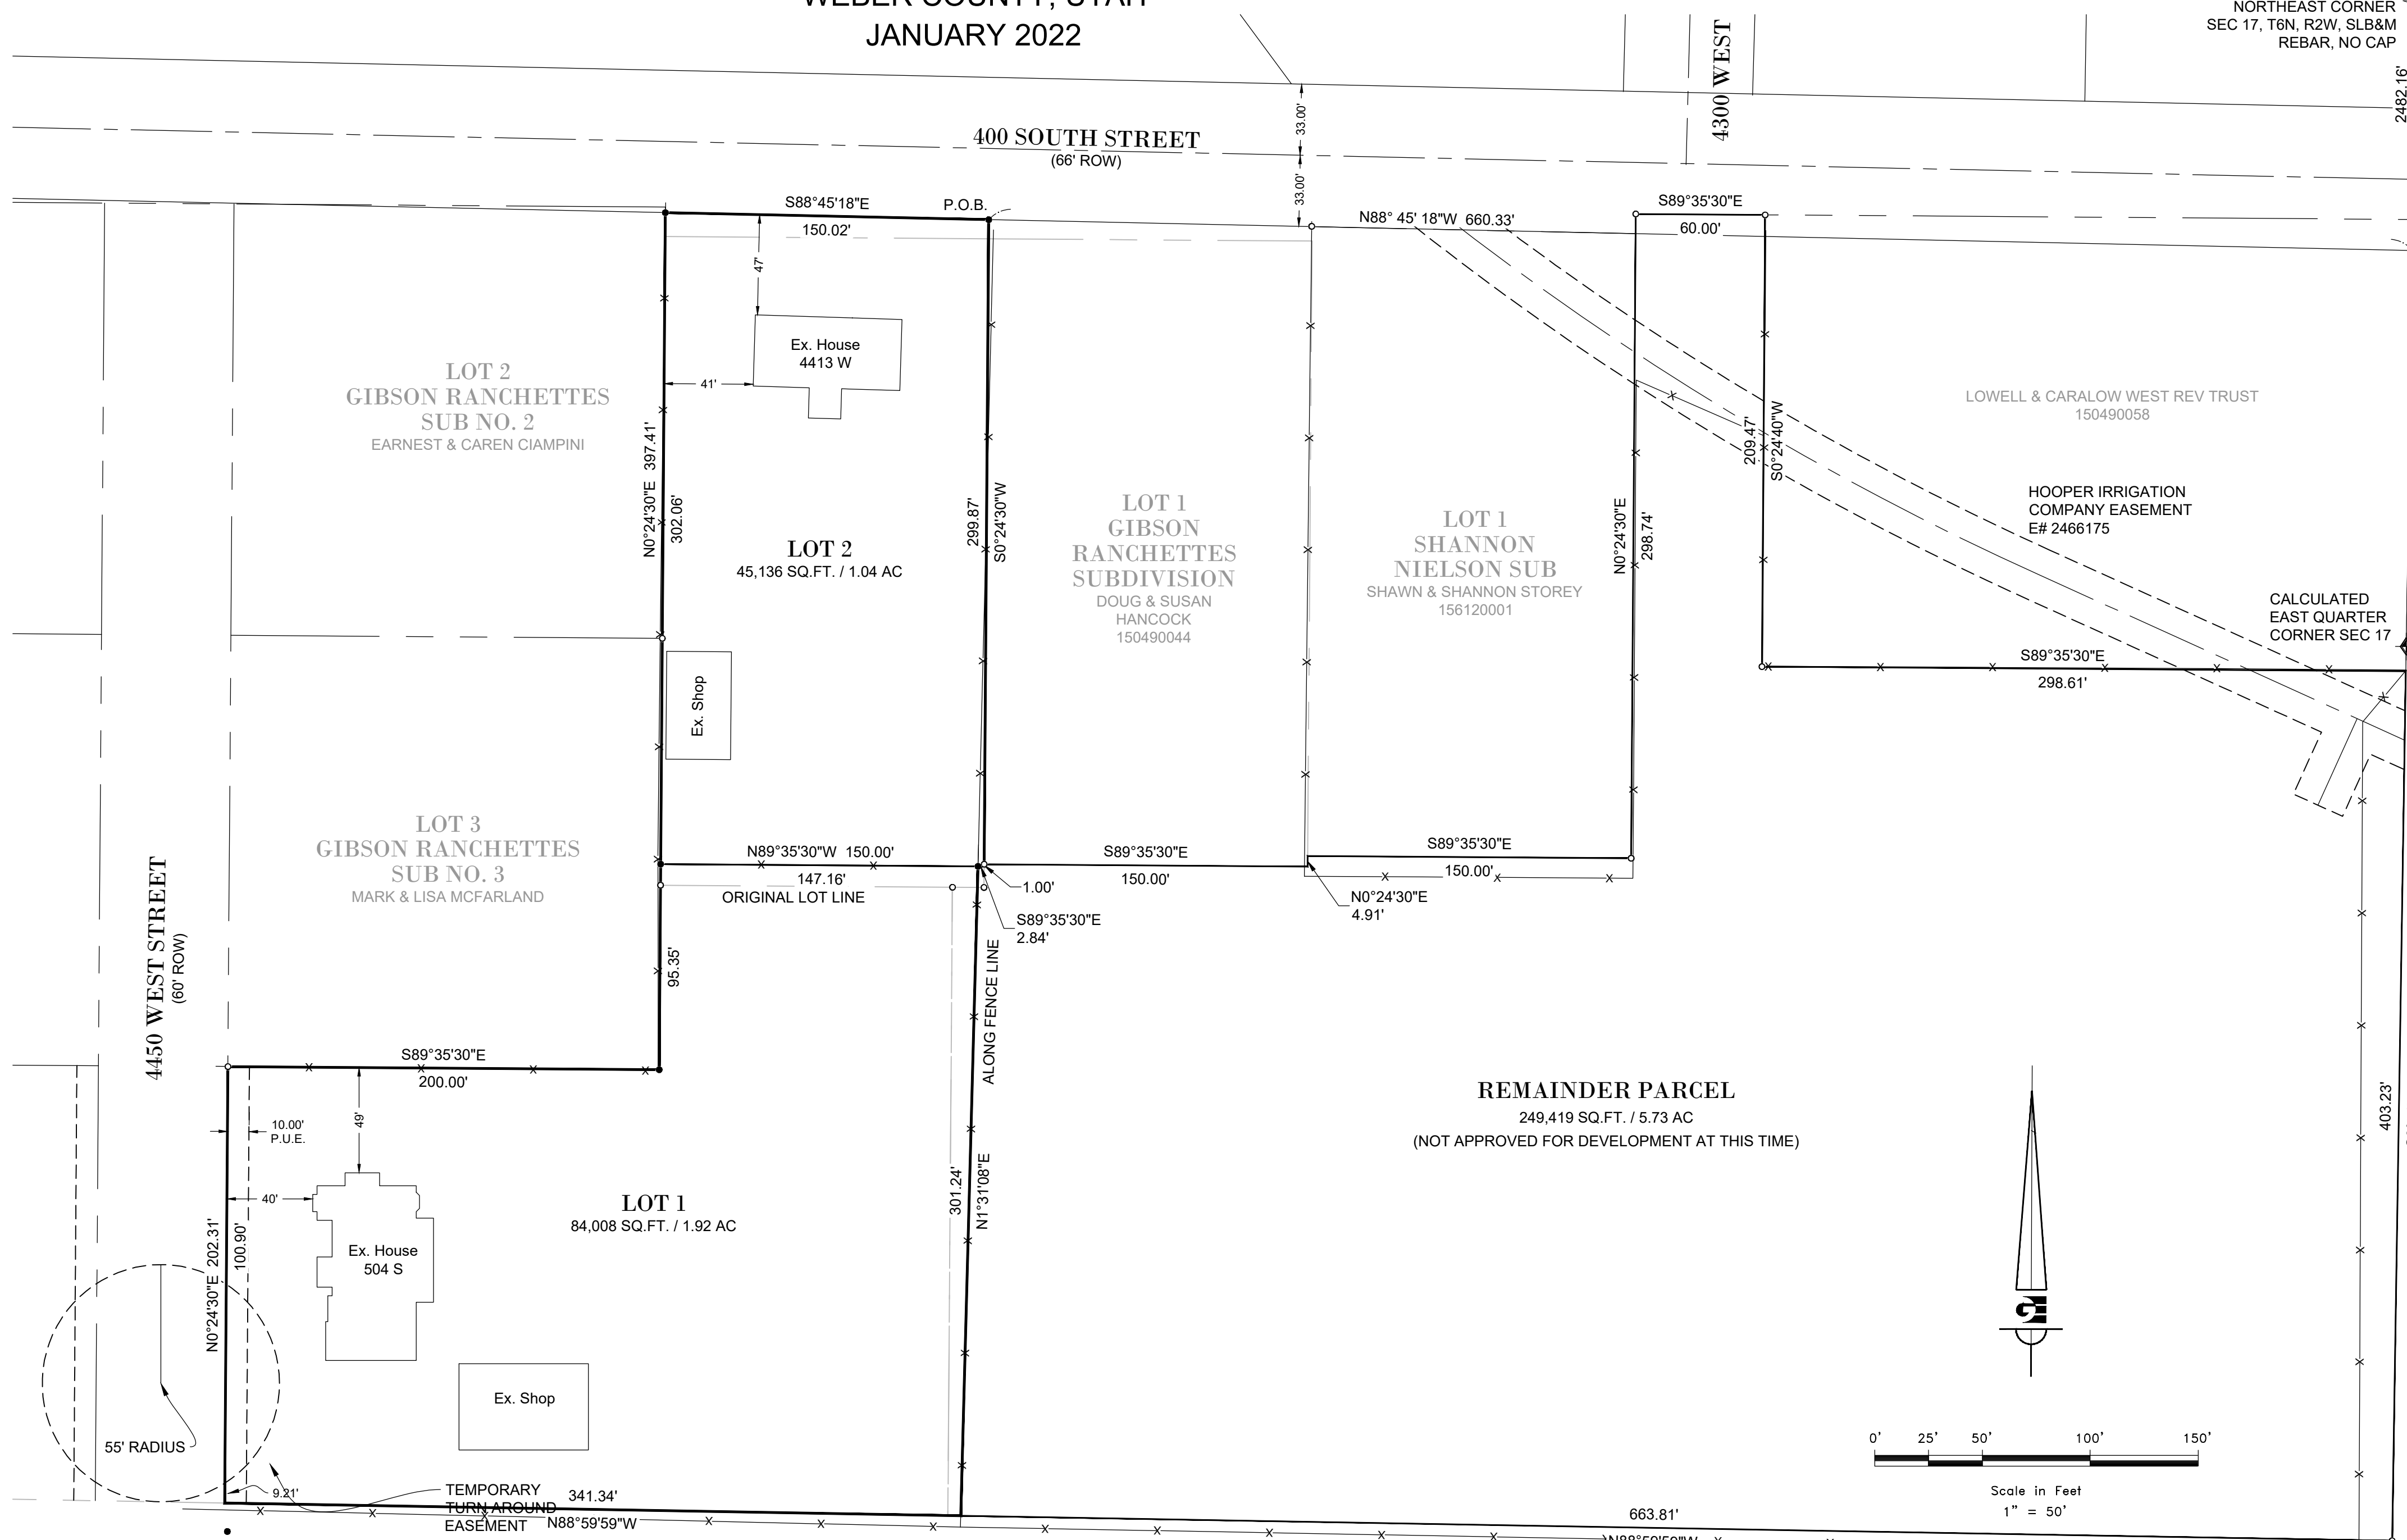 WEBER COUNTY, UTAH
JANUARY 2022
NORTHEAST CORNER
SEC 17, T6N, R2W, SLB&M
REBAR, NO CAP
2482.16'
4300 WEST
33.00'
33.00'
400 SOUTH STREET
(66' ROW)
S88°45'18"E
150.02'
P.O.B.
N88° 45' 18"W 660.33'
S89°35'30"E
60.00'
47'
Ex. House
4413 W
41'
LOT 2
GIBSON RANCHETTES
SUB NO. 2
EARNEST & CAREN CIAMPINI
N0°24'30"E 397.41'
302.06'
LOT 2
45,136 SQ.FT. / 1.04 AC
299.87'
S0°24'30"W
LOT 1
GIBSON
RANCHETTES
SUBDIVISION
DOUG & SUSAN
HANCOCK
150490044
LOT 1
SHANNON
NIELSON SUB
SHAWN & SHANNON STOREY
156120001
N0°24'30"E
298.74'
209.47'
S0°24'40"W
LOWELL & CARALOW WEST REV TRUST
150490058
HOOPER IRRIGATION
COMPANY EASEMENT
E# 2466175
CALCULATED
EAST QUARTER
CORNER SEC 17
S89°35'30"E
298.61'
Ex. Shop
LOT 3
GIBSON RANCHETTES
SUB NO. 3
MARK & LISA MCFARLAND
N89°35'30"W 150.00'
147.16'
ORIGINAL LOT LINE
1.00'
S89°35'30"E
2.84'
S89°35'30"E
150.00'
S89°35'30"E
150.00'
N0°24'30"E
4.91'
95.35'
4450 WEST STREET
(60' ROW)
S89°35'30"E
200.00'
ALONG FENCE LINE
10.00'
P.U.E.
49'
40'
N0°24'30"E 202.31'
100.90'
Ex. House
504 S
LOT 1
84,008 SQ.FT. / 1.92 AC
301.24'
N1°31'08"E
REMAINDER PARCEL
249,419 SQ.FT. / 5.73 AC
(NOT APPROVED FOR DEVELOPMENT AT THIS TIME)
403.23'
Ex. Shop
55' RADIUS
9.21'
TEMPORARY
TURN AROUND
EASEMENT
341.34'
N88°59'59"W
663.81'
N88°59'59"W
GE
0' 25' 50' 100' 150'
Scale in Feet
1" = 50'